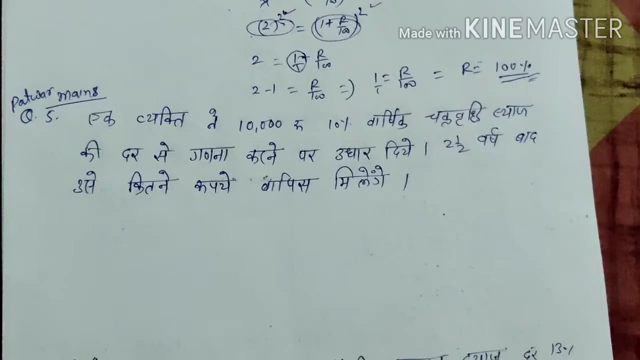 Made with KINEMASTER
(2)² = (1+R/100)²
2 = 1 + R/100
2-1 = R/100 => 1/1 = R/100 = R= 100%
Patwar mains
Q. 5. एक व्यक्ति ने 10,000 रु 10% वार्षिक चक्रवृद्धि ब्याज
की दर से गणना करने पर उधार दिये। 2½ वर्ष बाद
उसे कितने रूपये वापिस मिलेंगे।
दर 13%